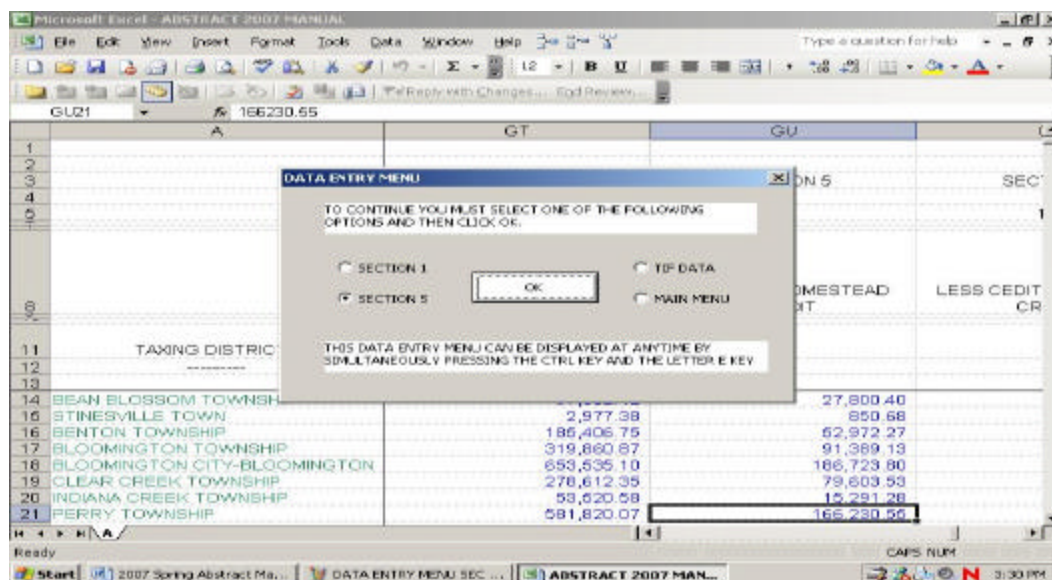 Microsoft Excel - ABSTRACT 2007 MANUAL
File Edit View Insert Format Tools Data Window Help Type a question for help
12 B U
Reply with Changes... End Review...
GU21 fx 166230.55
A GT GU
1
2
3 ON 5 SEC
4
8 OMESTEAD LESS CEDIT
IT CR
11 TAXING DISTRIC
12 ----------
13
14 BEAN BLOSSOM TOWNSH 27,800.40
15 STINESVILLE TOWN 2,977.38 850.68
16 BENTON TOWNSHIP 185,406.75 52,972.27
17 BLOOMINGTON TOWNSHIP 319,860.87 91,389.13
18 BLOOMINGTON CITY-BLOOMINGTON 653,535.10 186,723.80
19 CLEAR CREEK TOWNSHIP 278,612.35 79,603.53
20 INDIANA CREEK TOWNSHIP 53,520.58 15,291.28
21 PERRY TOWNSHIP 581,820.07 166,230.55
DATA ENTRY MENU
TO CONTINUE YOU MUST SELECT ONE OF THE FOLLOWING
OPTIONS AND THEN CLICK OK.
SECTION 1 TIF DATA
OK
SECTION 5 MAIN MENU
THIS DATA ENTRY MENU CAN BE DISPLAYED AT ANYTIME BY
SIMULTANEOUSLY PRESSING THE CTRL KEY AND THE LETTER E KEY
A
Ready CAPS NUM
Start 2007 Spring Abstract Ma... DATA ENTRY MENU SEC ... ABSTRACT 2007 MAN... 3:30 PM